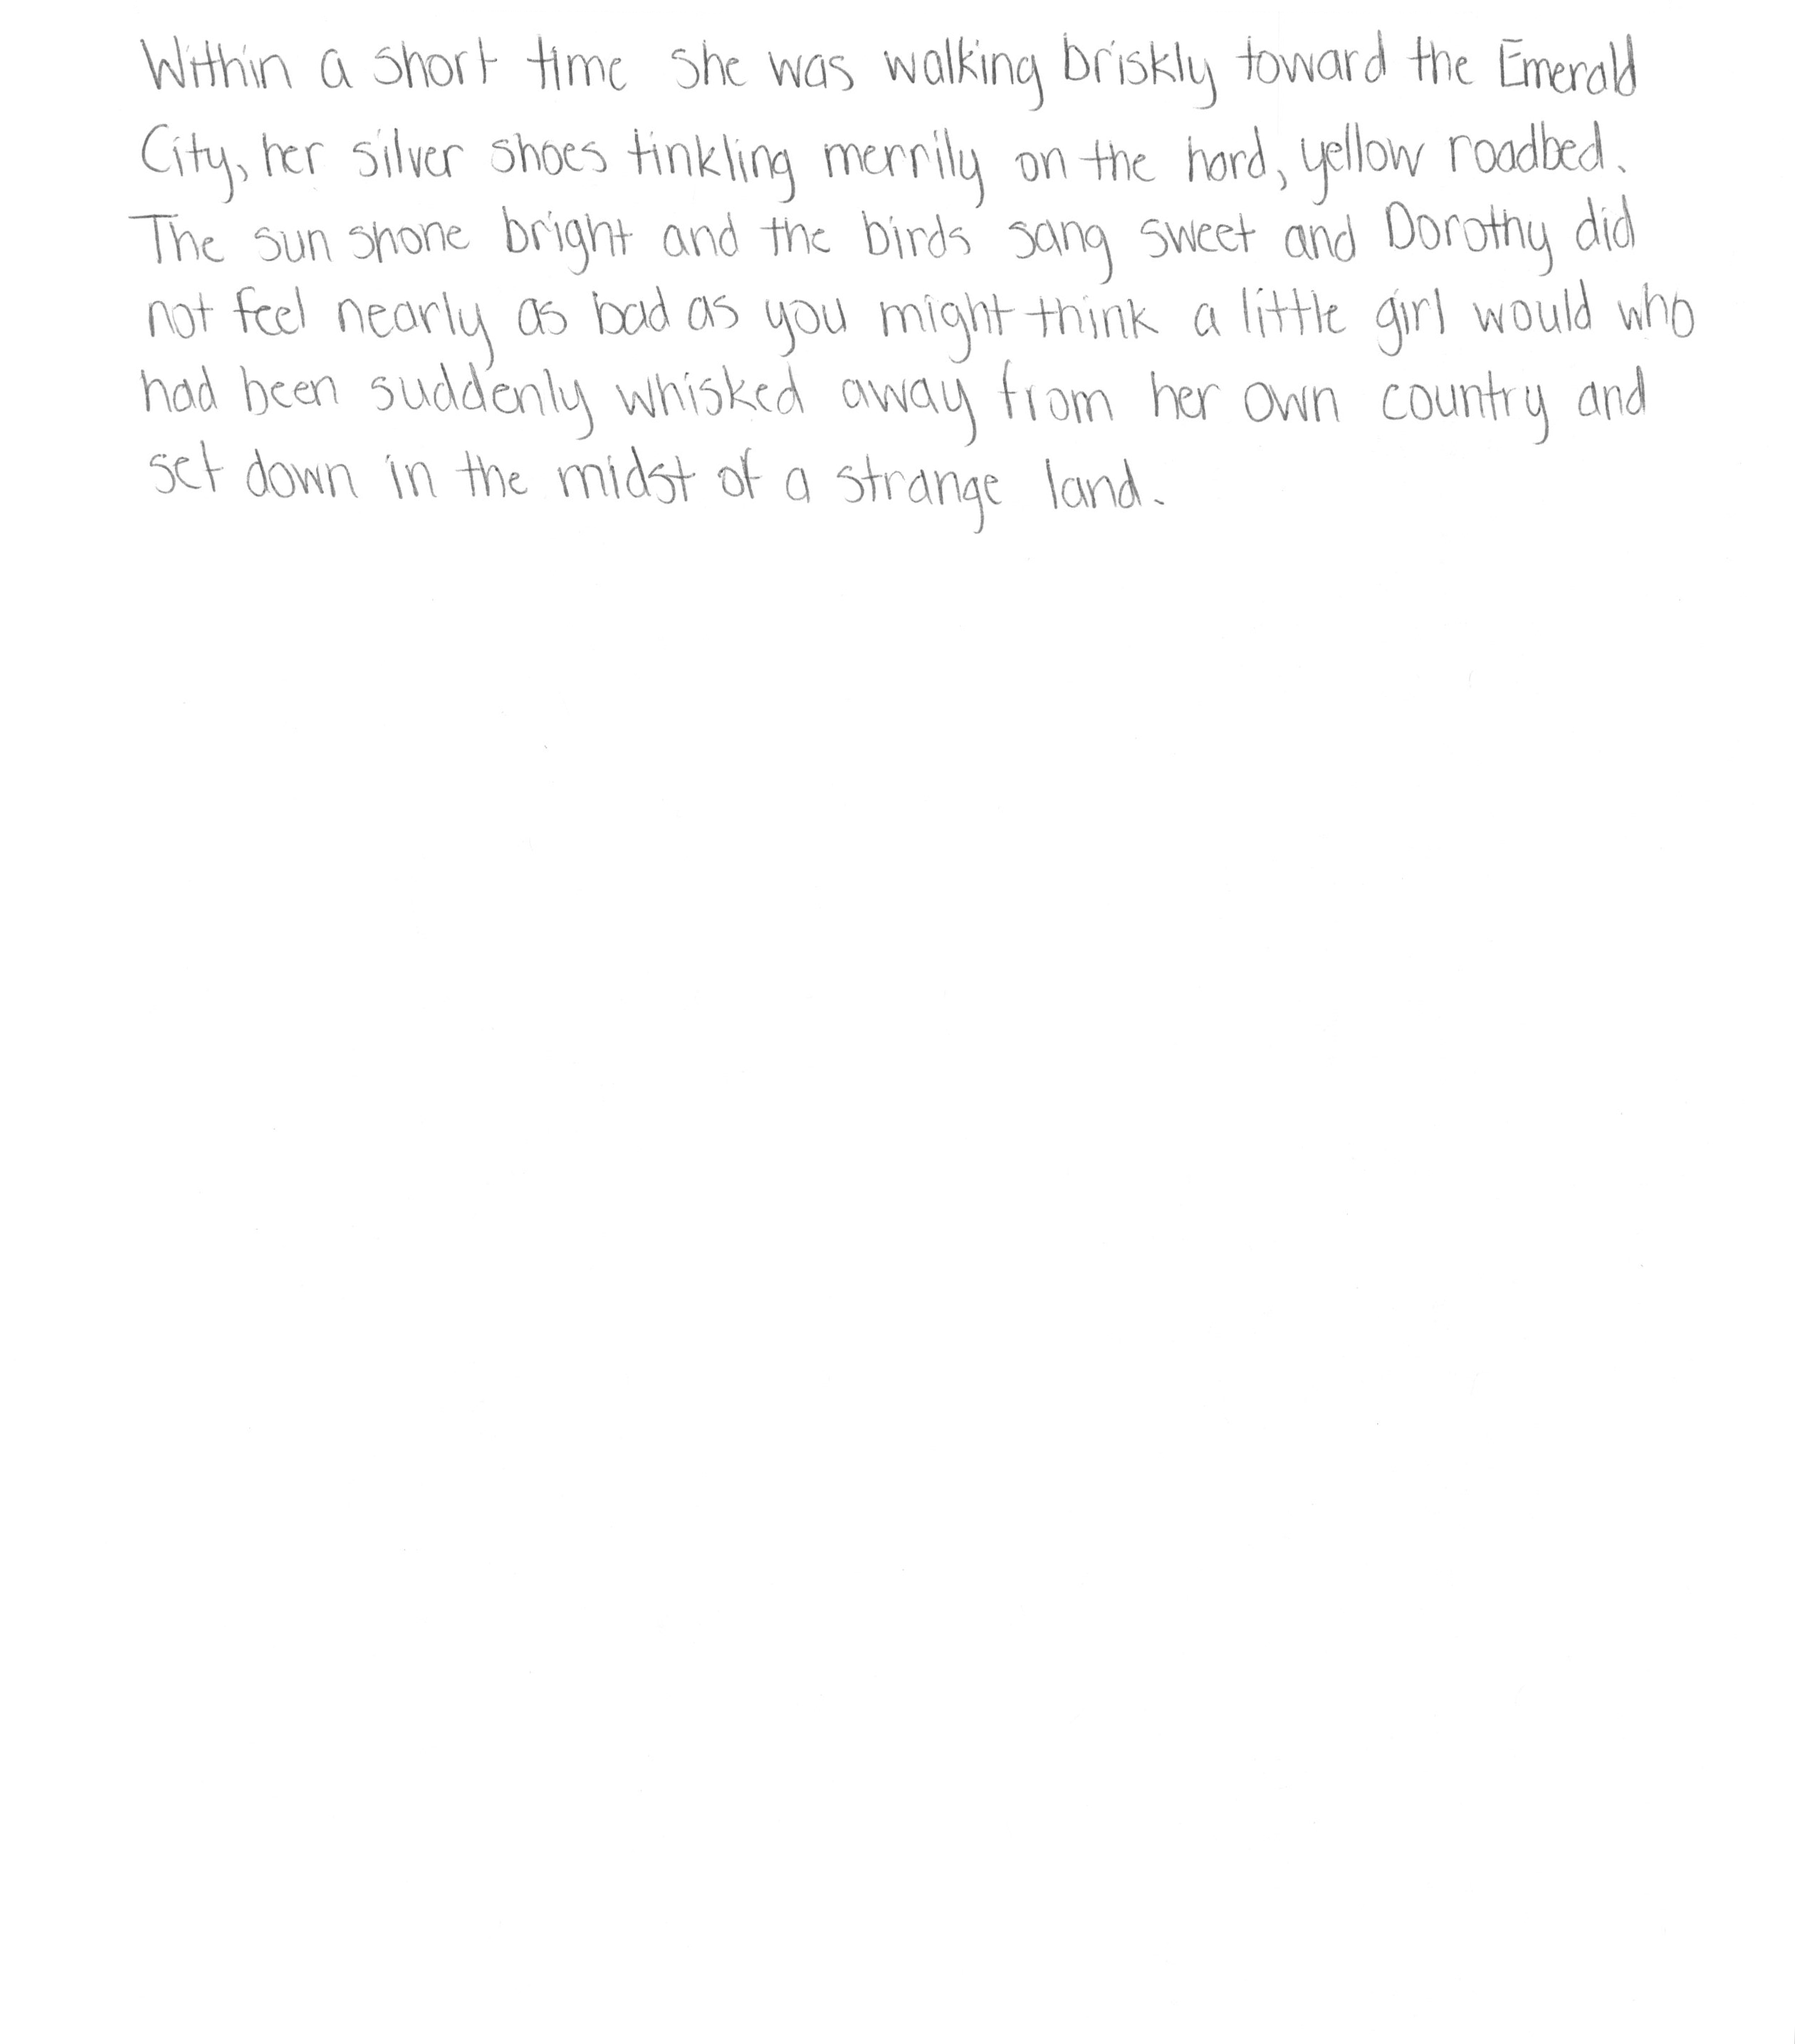 Within a short time she was walking briskly toward the Emerald
City, her silver shoes tinkling merrily on the hard, yellow roadbed.
The sun shone bright and the birds sang sweet and Dorothy did
not feel nearly as bad as you might think a little girl would who
had been suddenly whisked away from her own country and
set down in the midst of a strange land.